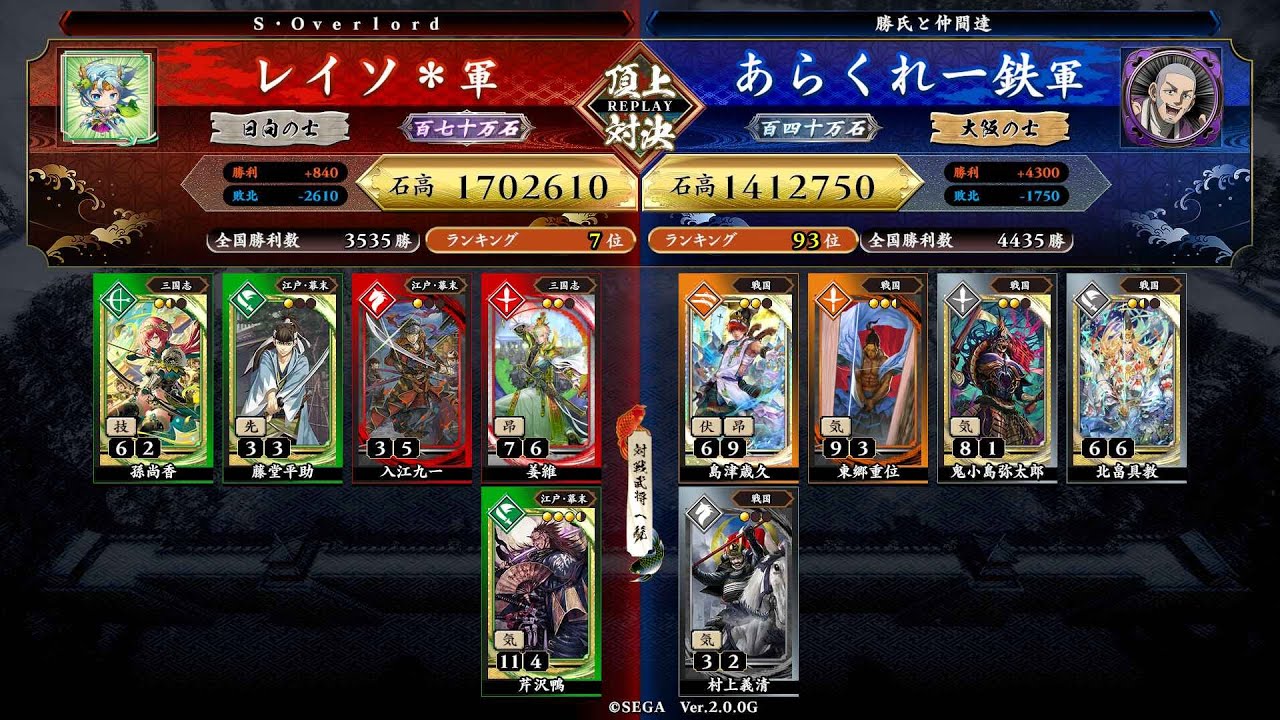 S・Overlord
勝氏と仲間達
レイソ＊軍
頂上
REPLAY
対決
あらくれ一鉄軍
日向の士
百七十万石
百四十万石
大阪の士
勝利 +840
敗北 -2610
石高 1702610
石高 1412750
勝利 +4300
敗北 -1750
全国勝利数 3535勝
ランキング 7位
ランキング 93位
全国勝利数 4435勝
三国志
技
6 2
孫尚香
江戸・幕末
先
3 3
藤堂平助
江戸・幕末
3 5
入江九一
三国志
昂
7 6
姜維
対戦武将一覧
戦国
伏 昂
6 9
島津歳久
戦国
気
9 3
東郷重位
戦国
気
8 1
鬼小島弥太郎
戦国
6 6
北畠具教
江戸・幕末
気
11 4
芹沢鴨
戦国
気
3 2
村上義清
©SEGA Ver.2.0.0G